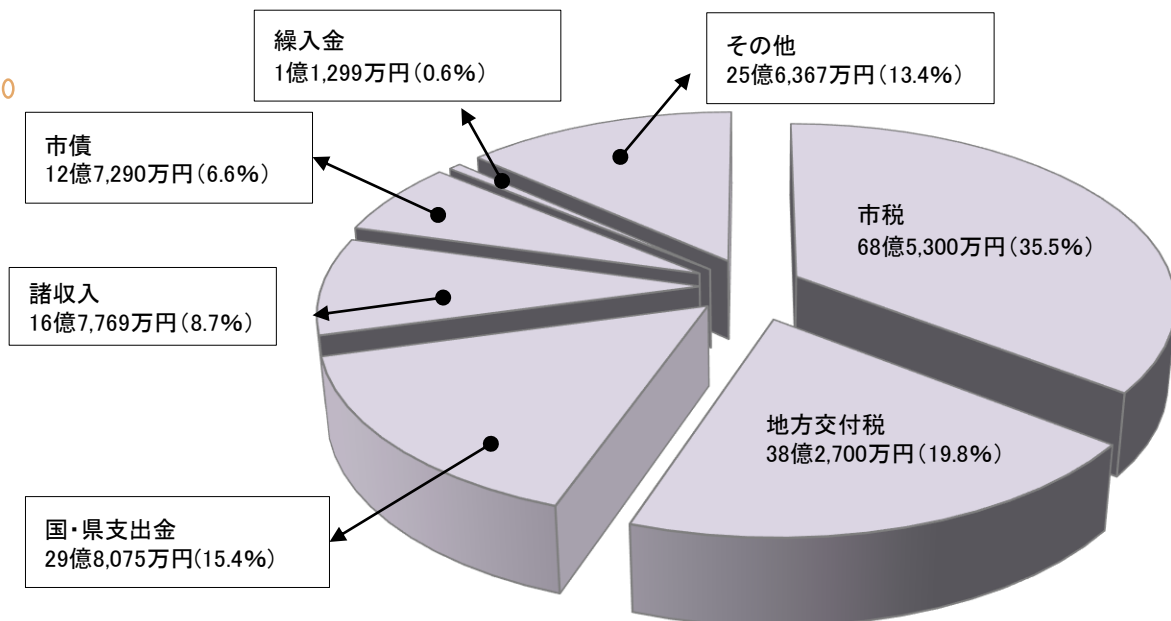 繰入金
1億1,299万円(0.6%)
その他
25億6,367万円(13.4%)
市債
12億7,290万円(6.6%)
市税
68億5,300万円(35.5%)
諸収入
16億7,769万円(8.7%)
地方交付税
38億2,700万円(19.8%)
国・県支出金
29億8,075万円(15.4%)